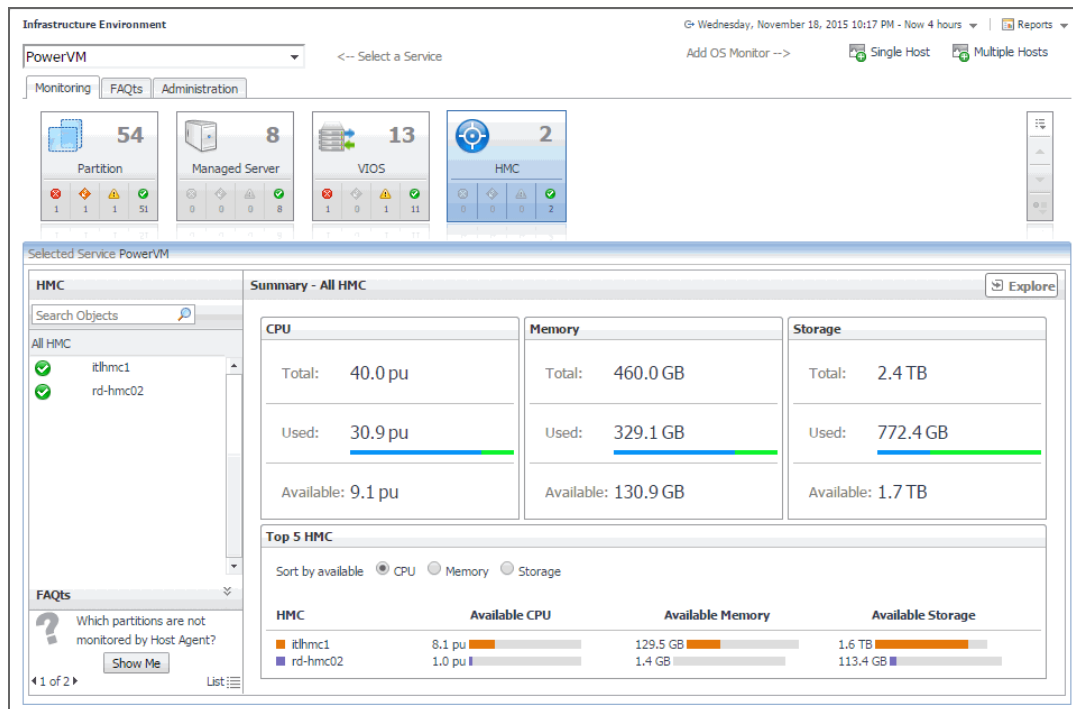 Infrastructure Environment
Wednesday, November 18, 2015 10:17 PM - Now 4 hours
Reports
PowerVM
<-- Select a Service
Add OS Monitor -->
Single Host
Multiple Hosts
Monitoring
FAQts
Administration
54
8
13
2
Partition
Managed Server
VIOS
HMC
1 1 1 51
0 0 0 8
1 0 1 11
0 0 0 2
Selected Service PowerVM
HMC
Summary - All HMC
Explore
Search Objects
All HMC
itlhmc1
rd-hmc02
CPU
Memory
Storage
Total: 40.0 pu
Total: 460.0 GB
Total: 2.4 TB
Used: 30.9 pu
Used: 329.1 GB
Used: 772.4 GB
Available: 9.1 pu
Available: 130.9 GB
Available: 1.7 TB
Top 5 HMC
Sort by available CPU Memory Storage
HMC Available CPU Available Memory Available Storage
itlhmc1 8.1 pu 129.5 GB 1.6 TB
rd-hmc02 1.0 pu 1.4 GB 113.4 GB
FAQts
Which partitions are not
monitored by Host Agent?
Show Me
1 of 2
List